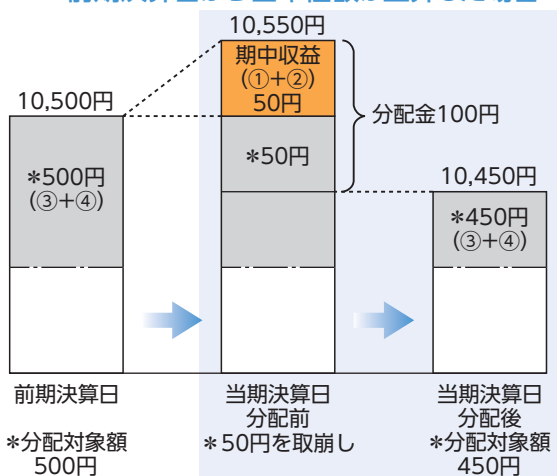 10,550円
期中収益
(①+②)
50円
10,500円
分配金100円
*50円
*500円
(③+④)
10,450円
*450円
(③+④)
前期決算日
当期決算日
分配前
当期決算日
分配後
*分配対象額
500円
*50円を取崩し
*分配対象額
450円